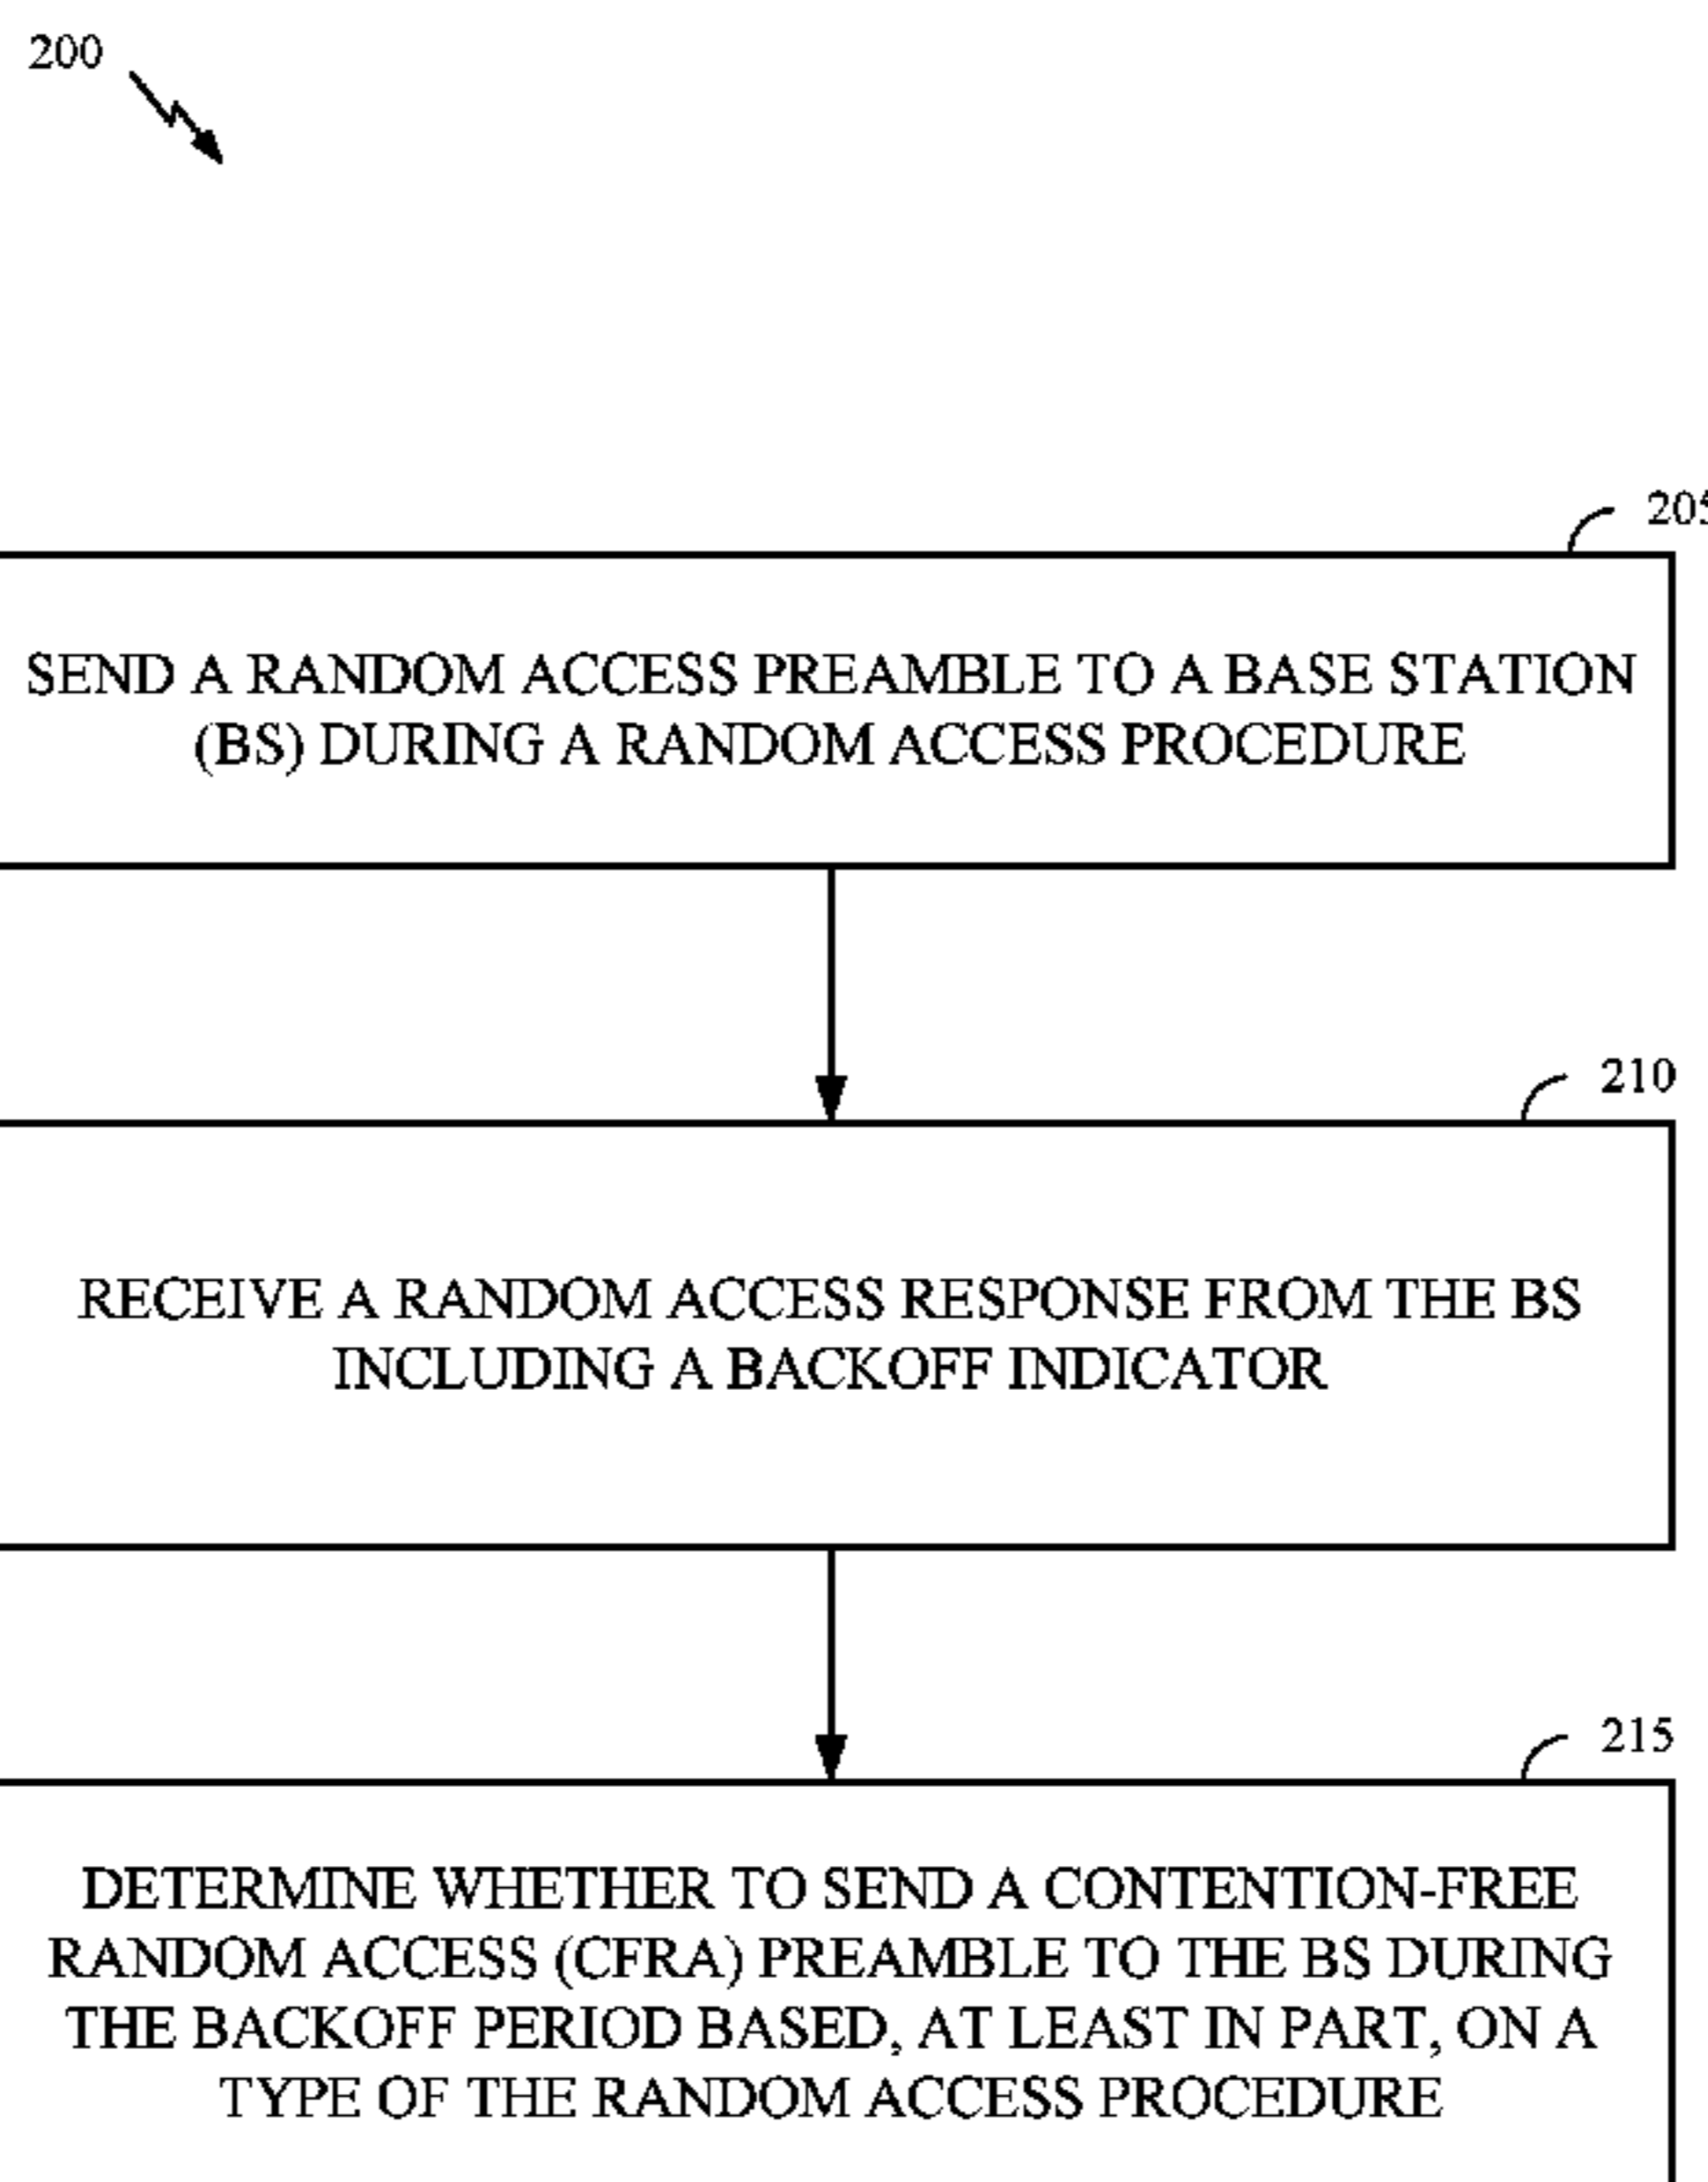 200
205
SEND A RANDOM ACCESS PREAMBLE TO A BASE STATION
(BS) DURING A RANDOM ACCESS PROCEDURE
210
RECEIVE A RANDOM ACCESS RESPONSE FROM THE BS
INCLUDING A BACKOFF INDICATOR
215
DETERMINE WHETHER TO SEND A CONTENTION-FREE
RANDOM ACCESS (CFRA) PREAMBLE TO THE BS DURING
THE BACKOFF PERIOD BASED, AT LEAST IN PART, ON A
TYPE OF THE RANDOM ACCESS PROCEDURE